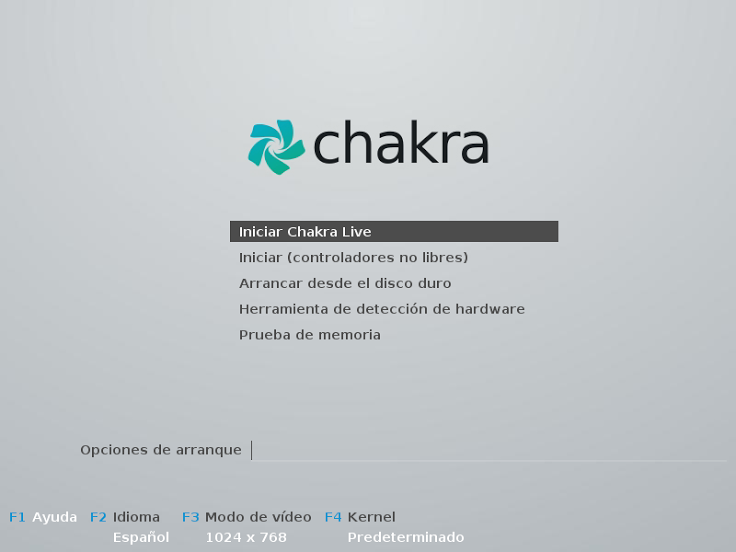 chakra
Iniciar Chakra Live
Iniciar (controladores no libres)
Arrancar desde el disco duro
Herramienta de detección de hardware
Prueba de memoria
Opciones de arranque
F1 Ayuda F2 Idioma F3 Modo de vídeo F4 Kernel
Español 1024 x 768 Predeterminado